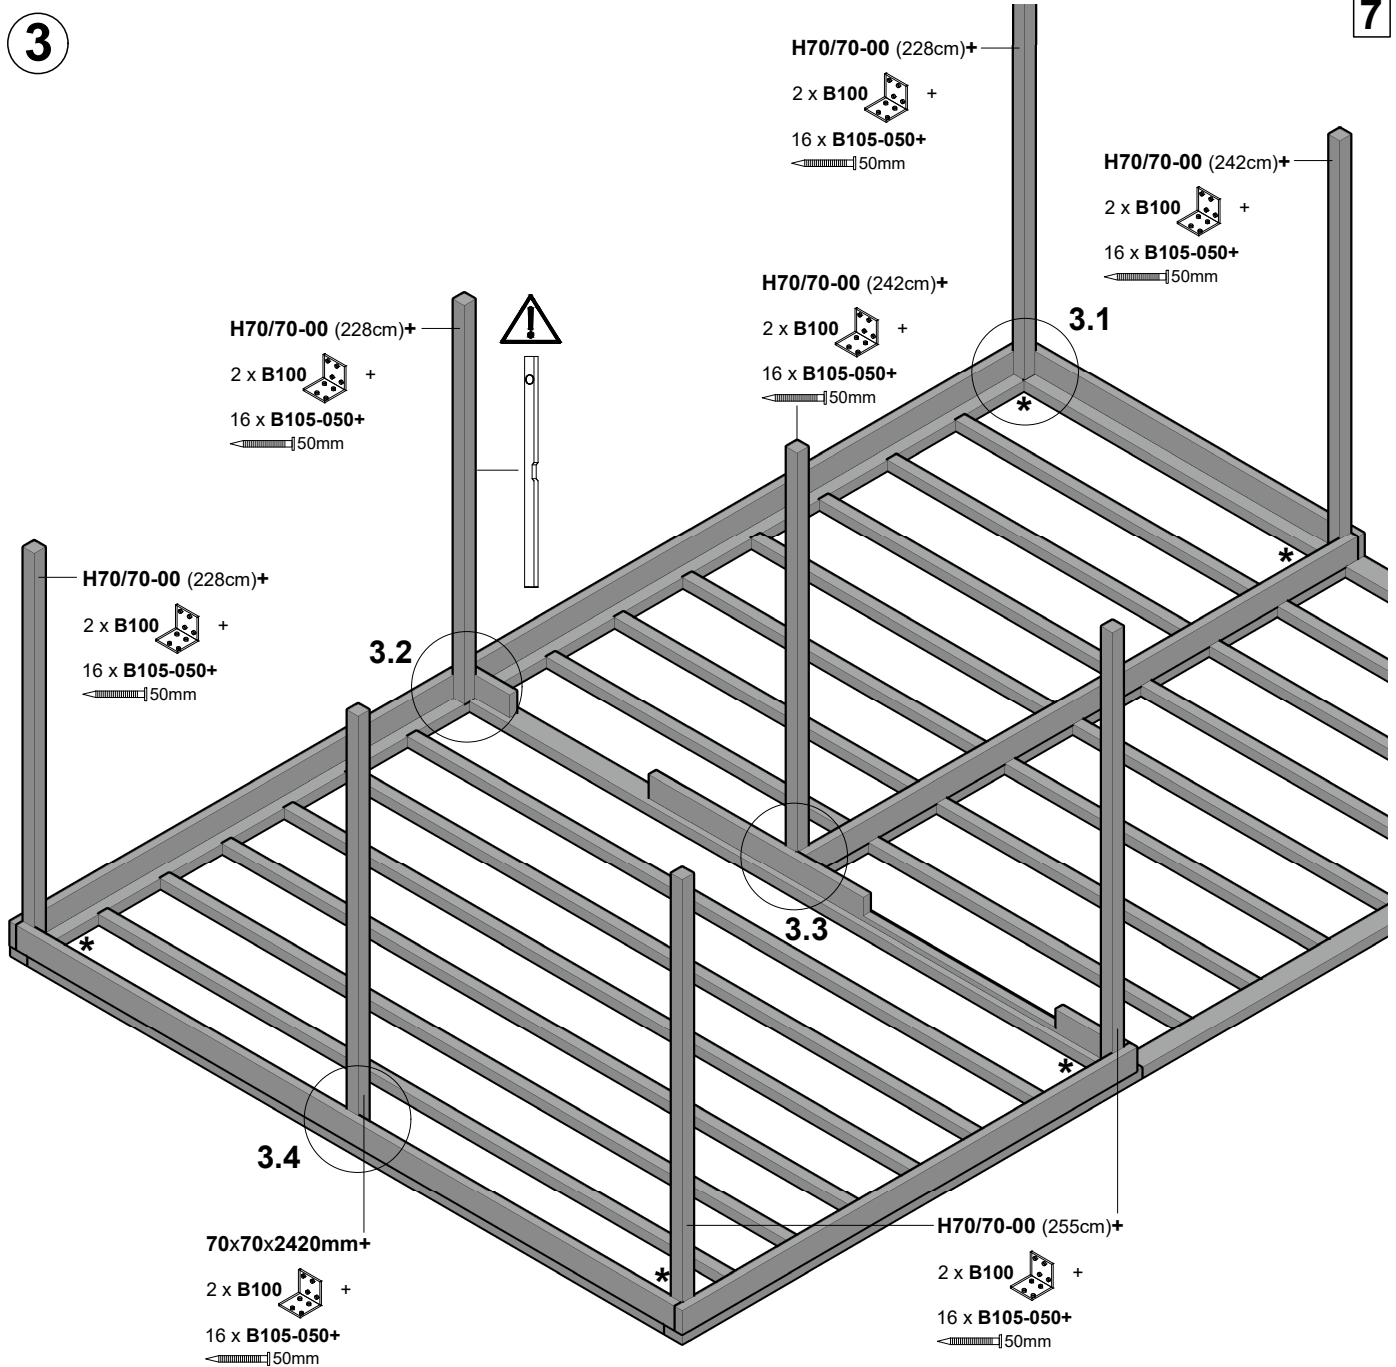 3
7
H70/70-00 (228cm)+
2 x B100 +
16 x B105-050+
50mm
H70/70-00 (242cm)+
2 x B100 +
16 x B105-050+
50mm
H70/70-00 (242cm)+
2 x B100 +
16 x B105-050+
50mm
3.1
*
H70/70-00 (228cm)+
2 x B100 +
16 x B105-050+
50mm
!
*
H70/70-00 (228cm)+
2 x B100 +
16 x B105-050+
50mm
3.2
3.3
*
*
3.4
*
70x70x2420mm+
2 x B100 +
16 x B105-050+
50mm
H70/70-00 (255cm)+
2 x B100 +
16 x B105-050+
50mm